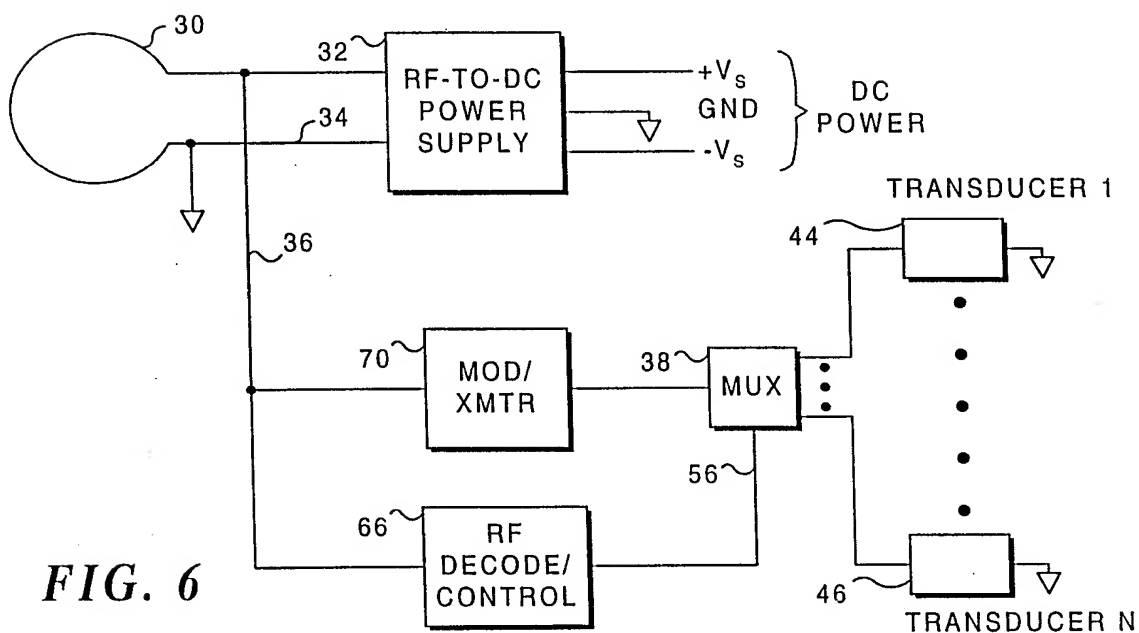 30
32
RF-TO-DC
POWER
SUPPLY
34
+Vs
GND
-Vs
DC
POWER
TRANSDUCER 1
44
36
70
MOD/
XMTR
38
MUX
56
66
RF
DECODE/
CONTROL
46
TRANSDUCER N
FIG. 6